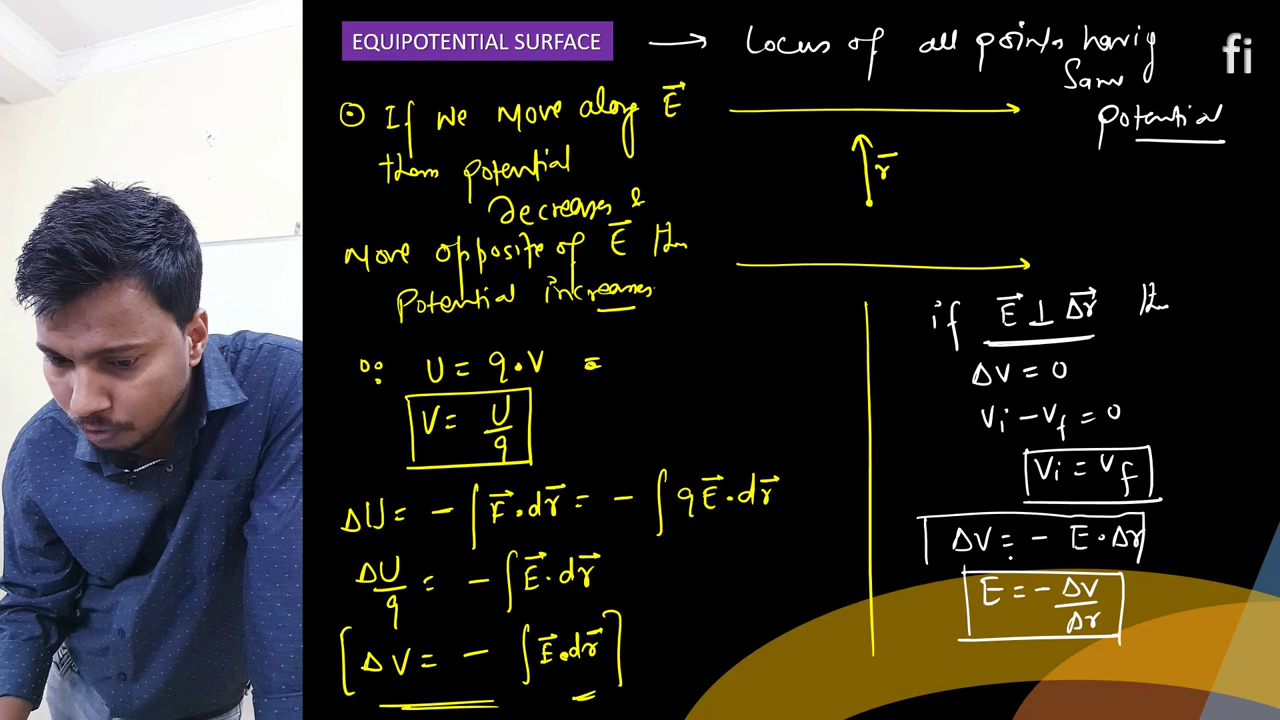 EQUIPOTENTIAL SURFACE → Locus of all points having
same
potential
fi
⊙ If we move along E⃗
then potential
decreases &
move opposite of E⃗ then
Potential increases.
r⃗
∵ U = q·V =
V = U/q
ΔU = - ∫ F⃗·dr⃗ = - ∫ qE⃗·dr⃗
ΔU/q = - ∫ E⃗·dr⃗
[ΔV = - ∫ E⃗·dr⃗]
if E⃗ ⊥ Δr⃗ then
ΔV = 0
Vi - Vf = 0
Vi = Vf
ΔV = - E·Δr
E = - ΔV/Δr